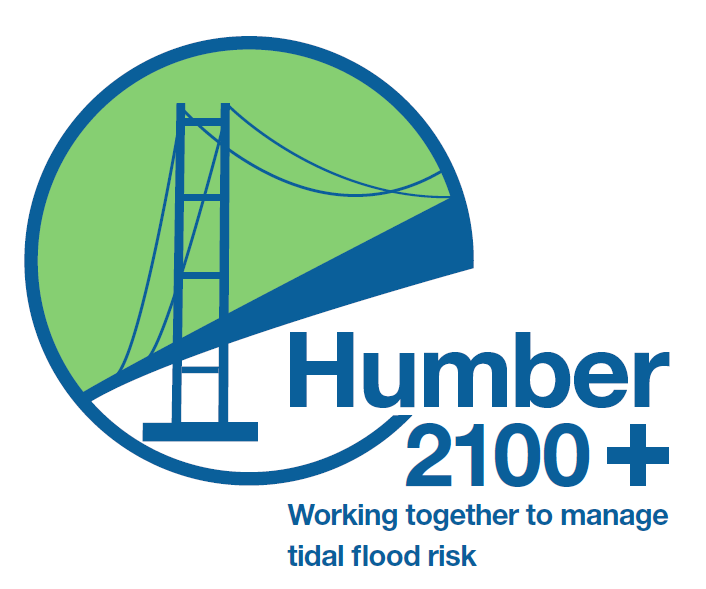 Humber
2100+
Working together to manage
tidal flood risk